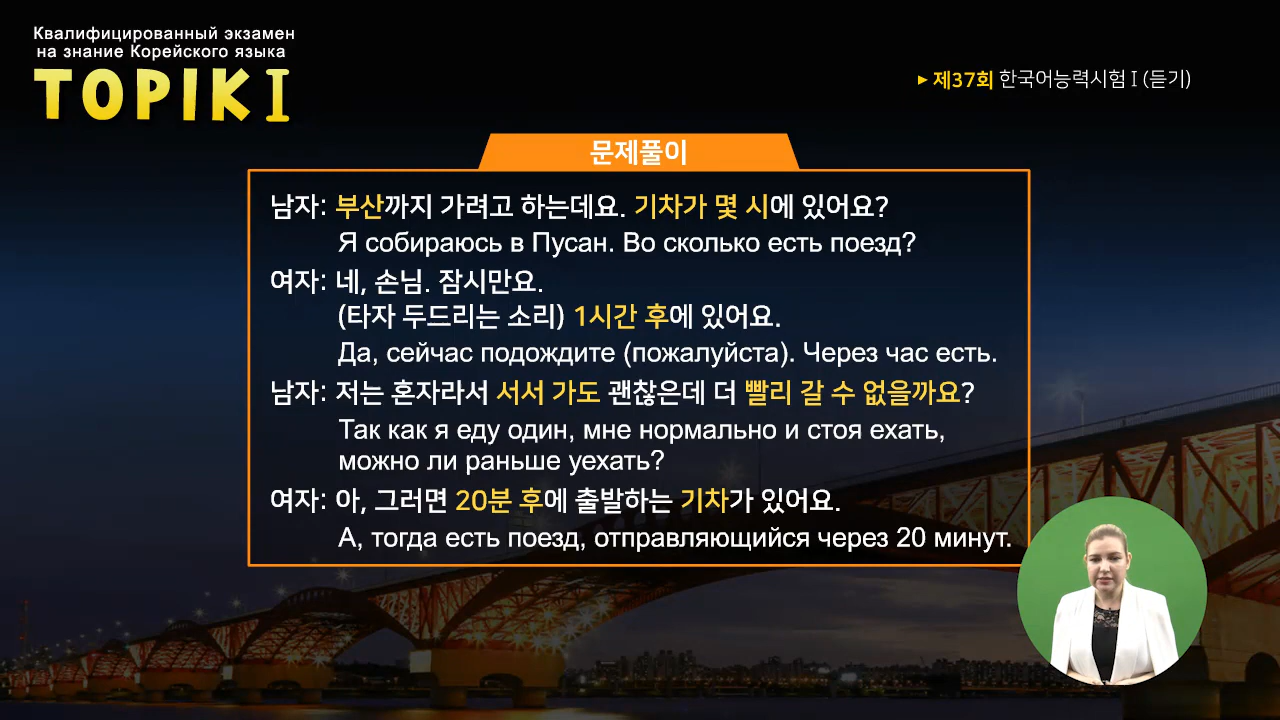 Квалифицированный экзамен
на знание Корейского языка
TOPIK I
▸ 제37회 한국어능력시험 I (듣기)
문제풀이
남자: 부산까지 가려고 하는데요. 기차가 몇 시에 있어요?
Я собираюсь в Пусан. Во сколько есть поезд?
여자: 네, 손님. 잠시만요.
(타자 두드리는 소리) 1시간 후에 있어요.
Да, сейчас подождите (пожалуйста). Через час есть.
남자: 저는 혼자라서 서서 가도 괜찮은데 더 빨리 갈 수 없을까요?
Так как я еду один, мне нормально и стоя ехать,
можно ли раньше уехать?
여자: 아, 그러면 20분 후에 출발하는 기차가 있어요.
А, тогда есть поезд, отправляющийся через 20 минут.